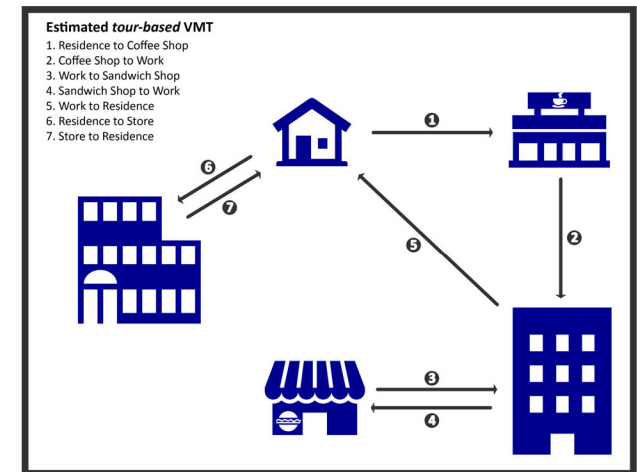 Estimated tour-based VMT
1. Residence to Coffee Shop
2. Coffee Shop to Work
3. Work to Sandwich Shop
4. Sandwich Shop to Work
5. Work to Residence
6. Residence to Store
7. Store to Residence
1
6
7
2
5
3
4